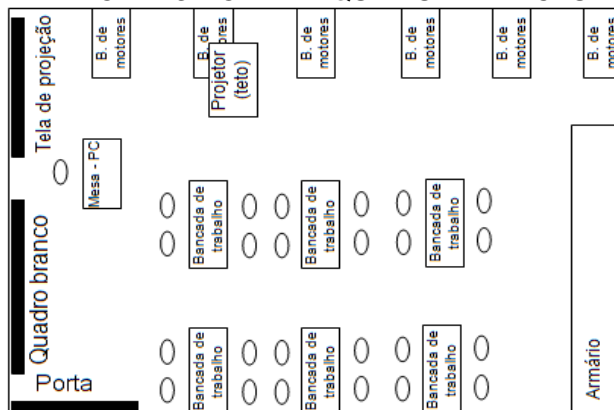 Tela de projeção
B. de
motores
B. de
motores
Projetor
(teto)
B. de
motores
B. de
motores
B. de
motores
B. de
motores
Mesa - PC
Quadro branco
Bancada de
trabalho
Bancada de
trabalho
Bancada de
trabalho
Bancada de
trabalho
Bancada de
trabalho
Bancada de
trabalho
Armário
Porta